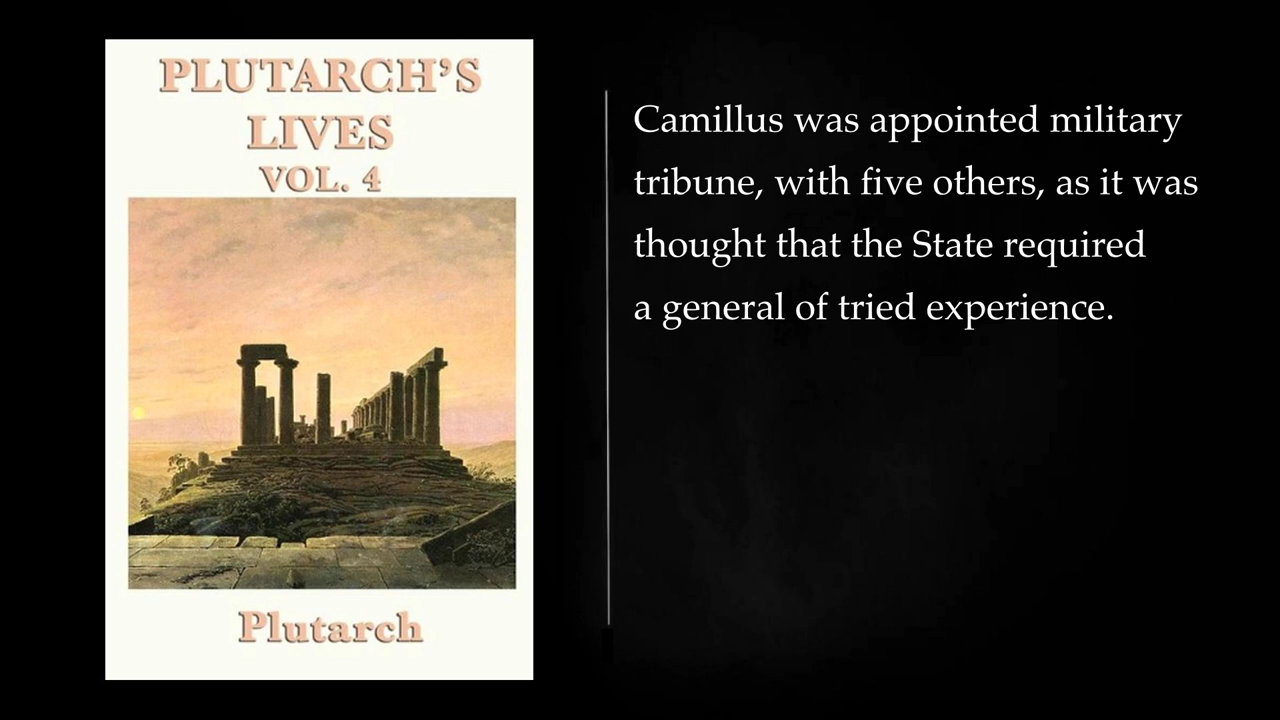 PLUTARCH'S
LIVES
VOL. 4
Plutarch
Camillus was appointed military
tribune, with five others, as it was
thought that the State required
a general of tried experience.